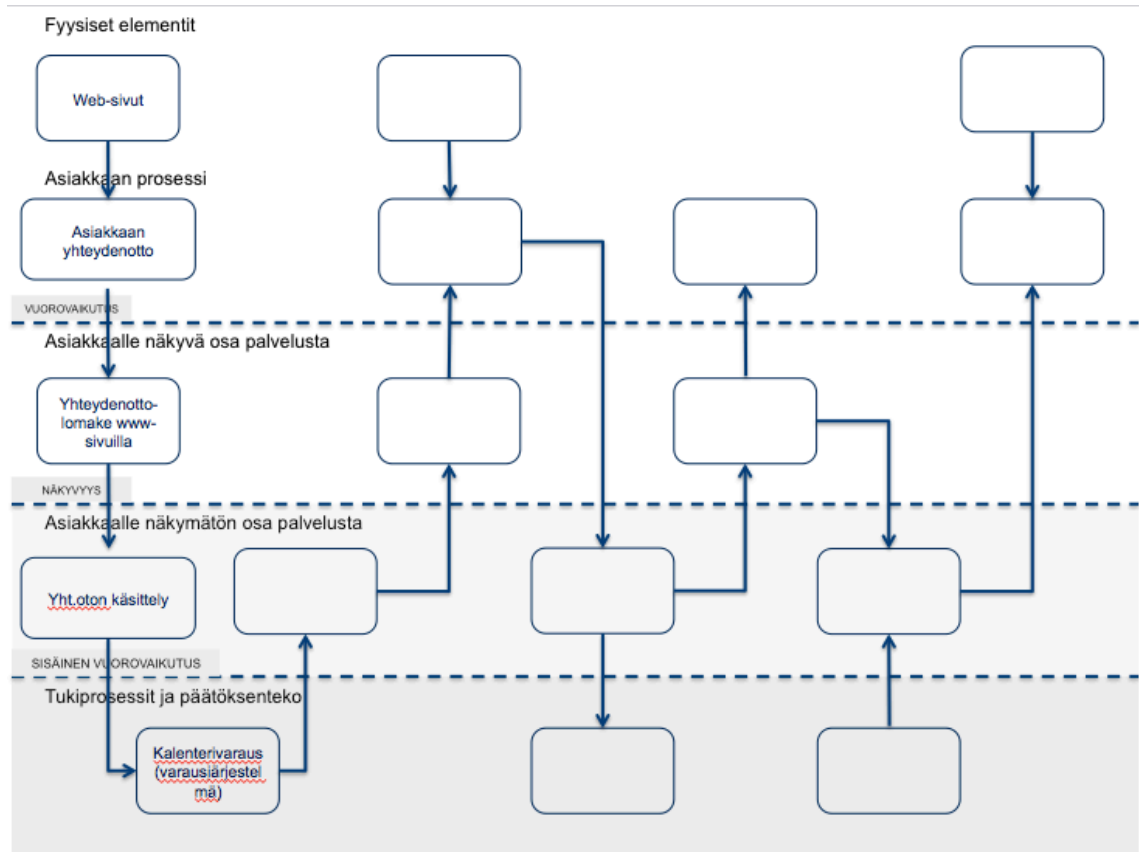 Fyysiset elementit
Web-sivut
Asiakkaan prosessi
Asiakkaan
yhteydenotto
VUOROVAIKUTUS
Asiakkaalle näkyvä osa palvelusta
Yhteydenotto-
lomake www-
sivuilla
NÄKYVYYS
Asiakkaalle näkymätön osa palvelusta
Yht.oton käsittely
SISÄINEN VUOROVAIKUTUS
Tukiprosessit ja päätöksenteko
Kalenterivaraus
(varausjärjestel
mä)